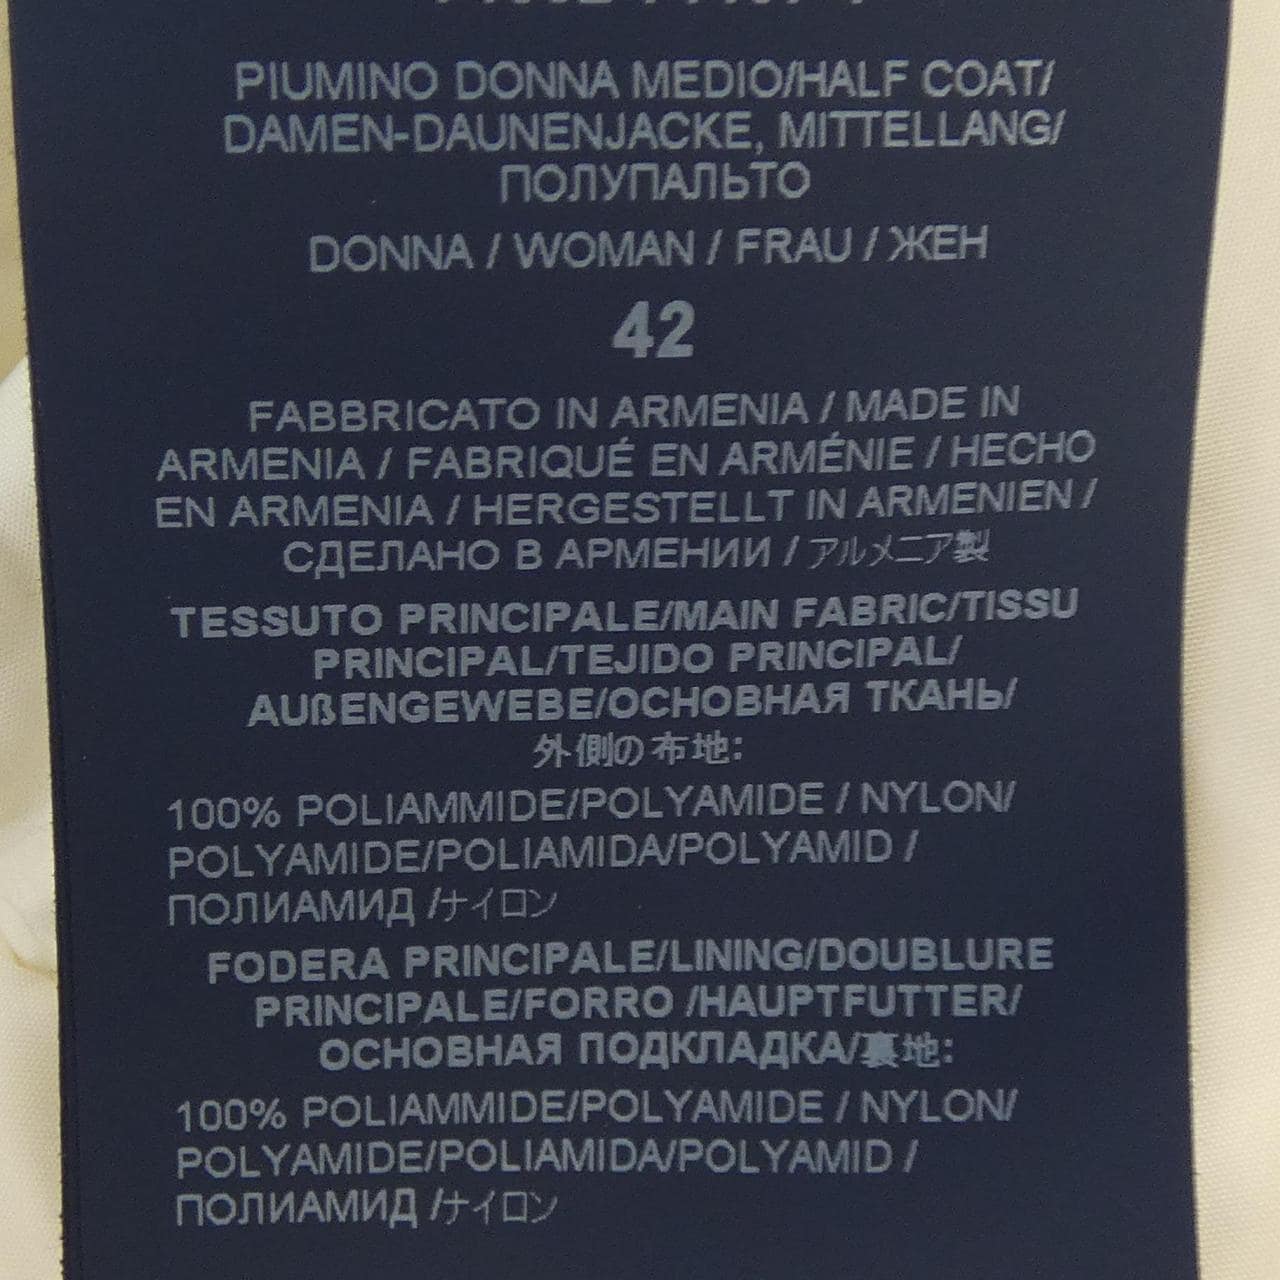 PIUMINO DONNA MEDIO/HALF COAT/
DAMEN-DAUNENJACKE, MITTELLANG/
ПОЛУПАЛЬТО
DONNA / WOMAN / FRAU / ЖЕН
42
FABBRICATO IN ARMENIA / MADE IN
ARMENIA / FABRIQUÉ EN ARMÉNIE / HECHO
EN ARMENIA / HERGESTELLT IN ARMENIEN /
СДЕЛАНО В АРМЕНИИ / アルメニア製
TESSUTO PRINCIPALE/MAIN FABRIC/TISSU
PRINCIPAL/TEJIDO PRINCIPAL/
AUßENGEWEBE/ОСНОВНАЯ ТКАНЬ/
外側の布地:
100% POLIAMMIDE/POLYAMIDE / NYLON/
POLYAMIDE/POLIAMIDA/POLYAMID /
ПОЛИАМИД /ナイロン
FODERA PRINCIPALE/LINING/DOUBLURE
PRINCIPALE/FORRO /HAUPTFUTTER/
ОСНОВНАЯ ПОДКЛАДКА/裏地:
100% POLIAMMIDE/POLYAMIDE / NYLON/
POLYAMIDE/POLIAMIDA/POLYAMID /
ПОЛИАМИД /ナイロン